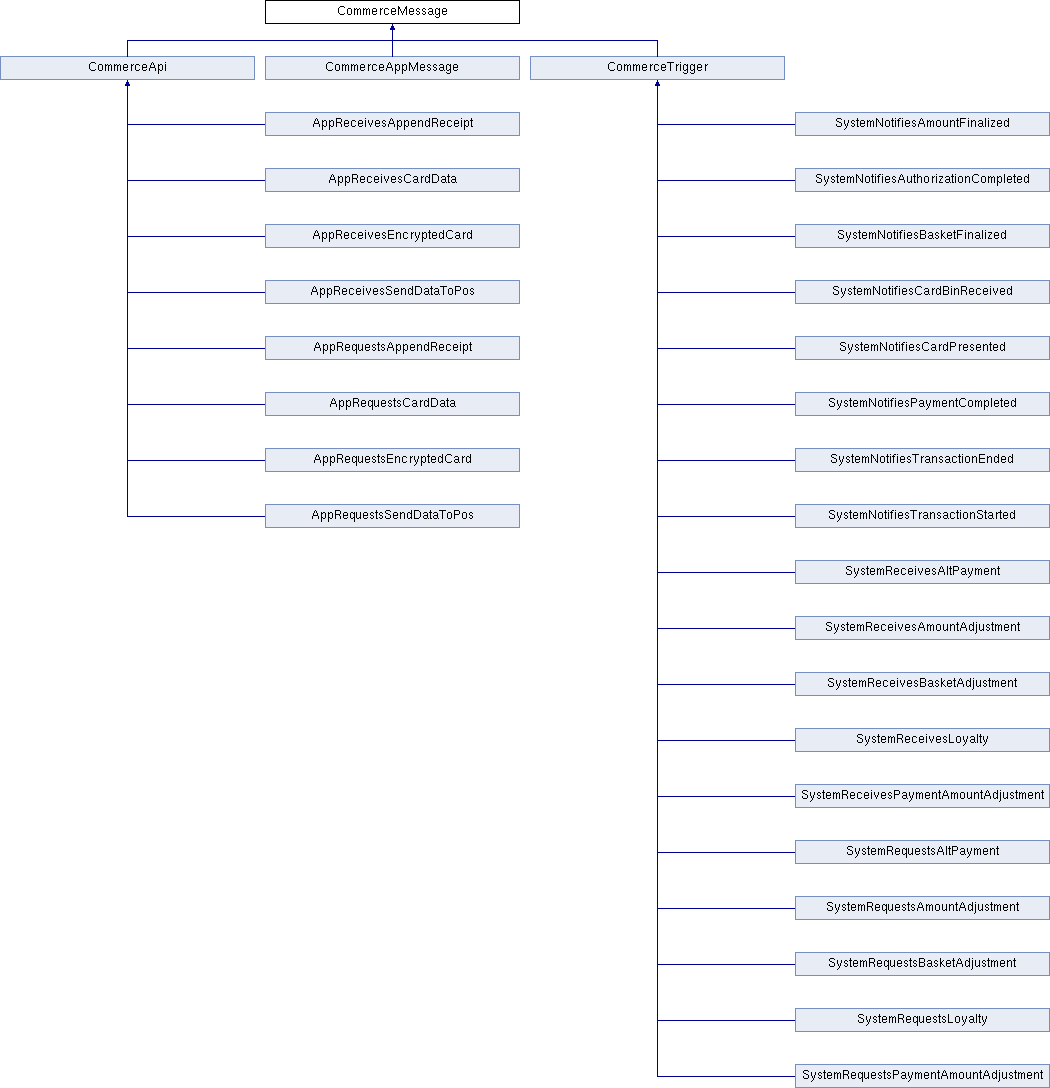 CommerceMessage
CommerceApi
CommerceAppMessage
CommerceTrigger
AppReceivesAppendReceipt
SystemNotifiesAmountFinalized
AppReceivesCardData
SystemNotifiesAuthorizationCompleted
AppReceivesEncryptedCard
SystemNotifiesBasketFinalized
AppReceivesSendDataToPos
SystemNotifiesCardBinReceived
AppRequestsAppendReceipt
SystemNotifiesCardPresented
AppRequestsCardData
SystemNotifiesPaymentCompleted
AppRequestsEncryptedCard
SystemNotifiesTransactionEnded
AppRequestsSendDataToPos
SystemNotifiesTransactionStarted
SystemReceivesAltPayment
SystemReceivesAmountAdjustment
SystemReceivesBasketAdjustment
SystemReceivesLoyalty
SystemReceivesPaymentAmountAdjustment
SystemRequestsAltPayment
SystemRequestsAmountAdjustment
SystemRequestsBasketAdjustment
SystemRequestsLoyalty
SystemRequestsPaymentAmountAdjustment